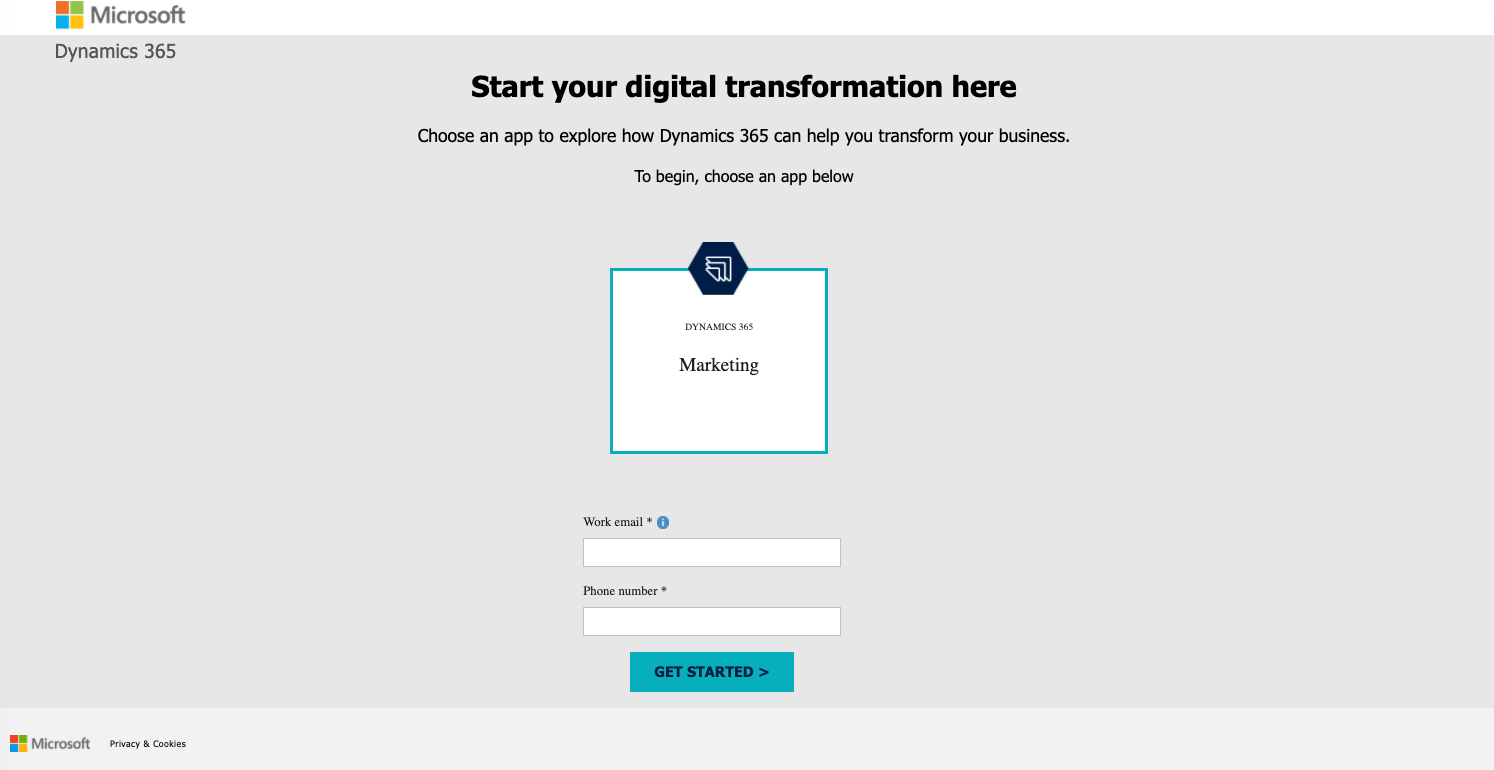 Microsoft
Dynamics 365
Start your digital transformation here
Choose an app to explore how Dynamics 365 can help you transform your business.
To begin, choose an app below
DYNAMICS 365
Marketing
Work email * i
Phone number *
GET STARTED >
Microsoft Privacy & Cookies